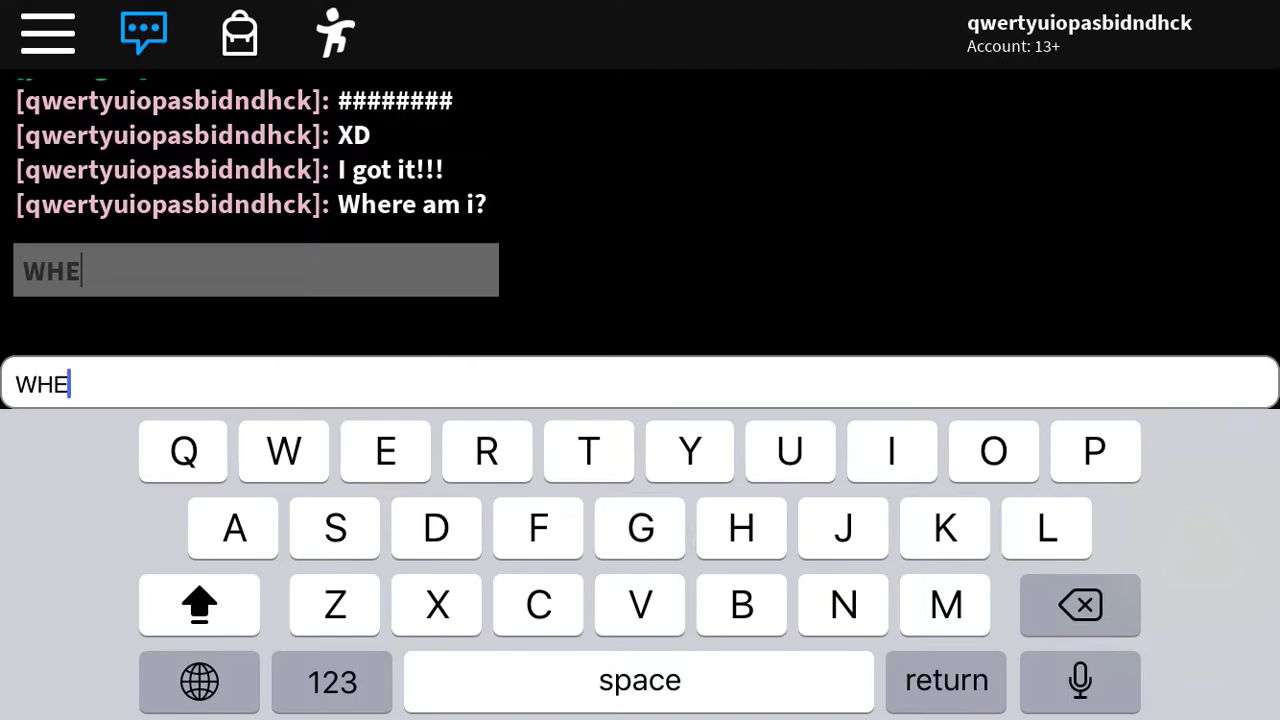 qwertyuiopasbidndhck
Account: 13+
[qwertyuiopasbidndhck]: ########
[qwertyuiopasbidndhck]: XD
[qwertyuiopasbidndhck]: I got it!!!
[qwertyuiopasbidndhck]: Where am i?
WHE
WHE
Q W E R T Y U I O P
A S D F G H J K L
Z X C V B N M
123 space return